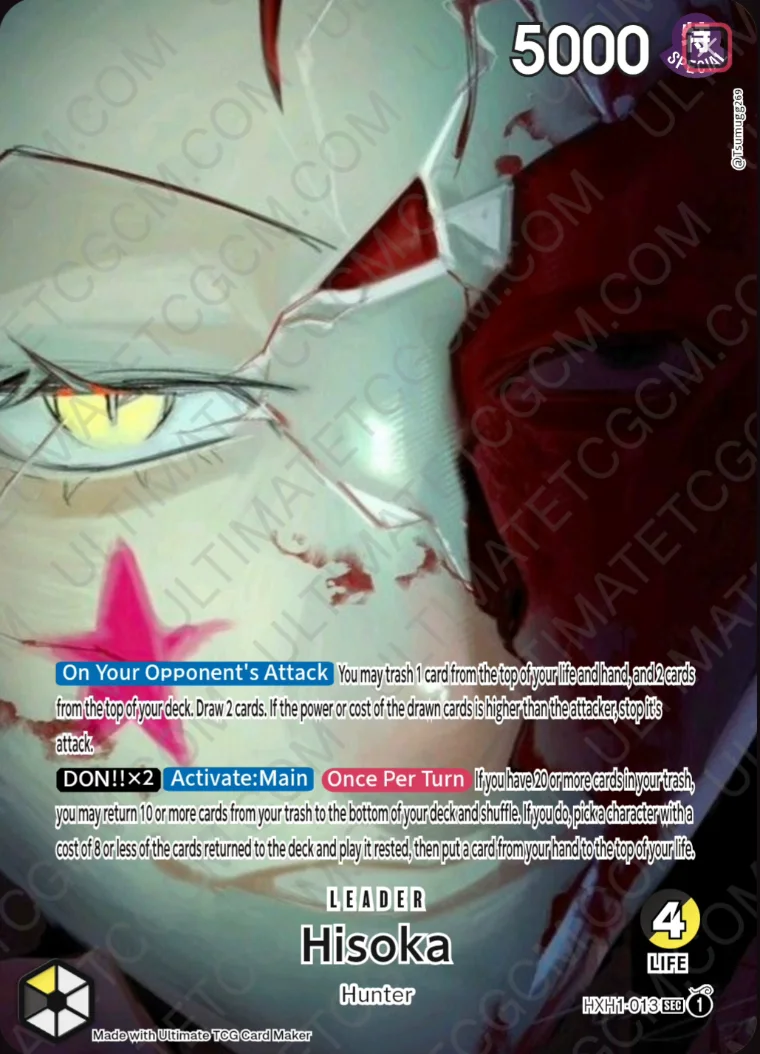 5000
SPECIAL
@Tsumugg269
On Your Opponent's Attack You may trash 1 card from the top of your life and hand, and 2 cards
from the top of your deck. Draw 2 cards. If the power or cost of the drawn cards is higher than the attacker, stop it's
attack.
DON!!×2 Activate:Main Once Per Turn If you have 20 or more cards in your trash,
you may return 10 or more cards from your trash to the bottom of your deck and shuffle. If you do, pick a character with a
cost of 8 or less of the cards returned to the deck and play it rested, then put a card from your hand to the top of your life.
LEADER
4
Hisoka
LIFE
Hunter
HXH1-013 SEC 1
Made with Ultimate TCG Card Maker
ULTIMATETCGCM.COM